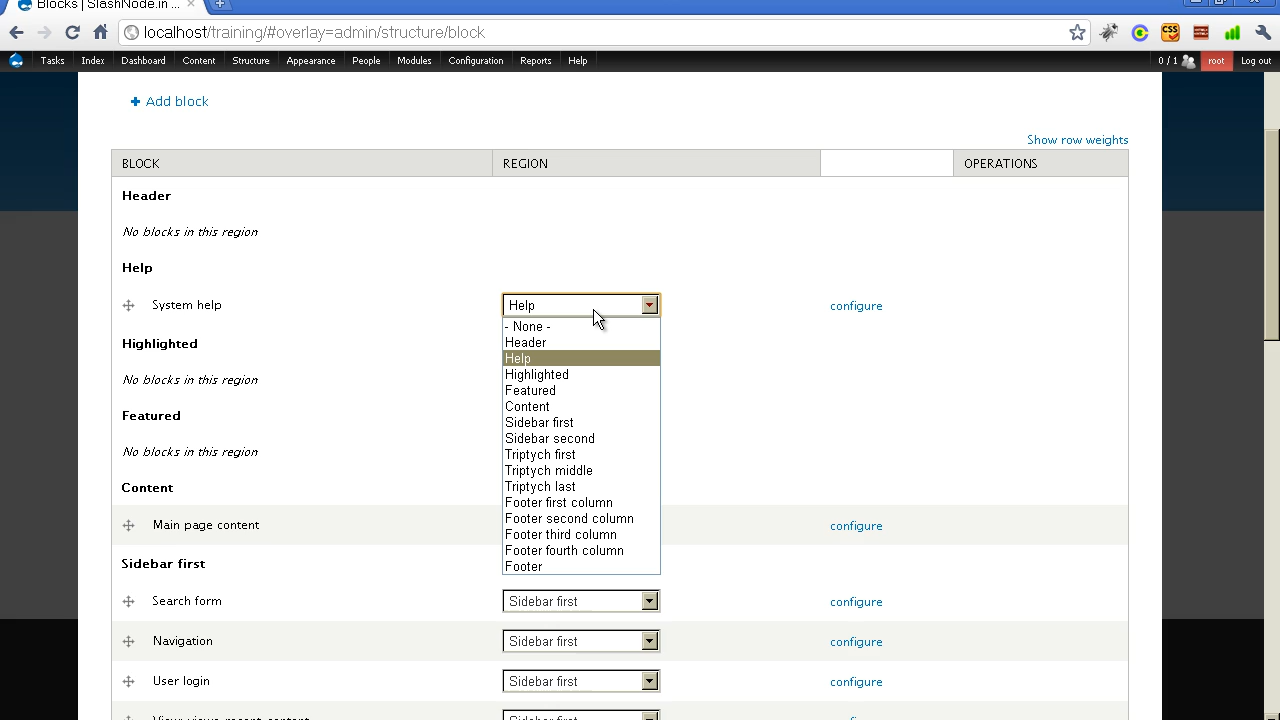 Blocks | SlashNode.in ...
localhost/training/#overlay=admin/structure/block
Tasks Index Dashboard Content Structure Appearance People Modules Configuration Reports Help 0 / 1 root Log out
Add block
Show row weights
BLOCK REGION OPERATIONS
Header
No blocks in this region
Help
System help Help configure
- None -
Header
Help
Highlighted
Featured
Content
Sidebar first
Sidebar second
Triptych first
Triptych middle
Triptych last
Footer first column
Footer second column
Footer third column
Footer fourth column
Footer
Highlighted
No blocks in this region
Featured
No blocks in this region
Content
Main page content configure
Sidebar first
Search form Sidebar first configure
Navigation Sidebar first configure
User login Sidebar first configure